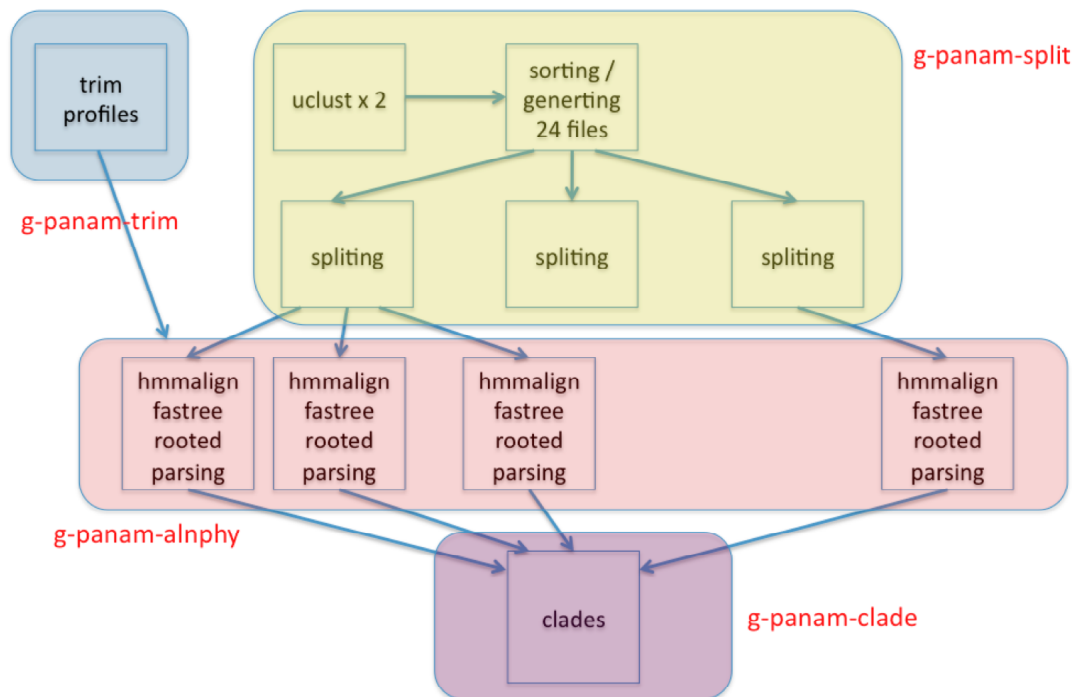 trim
profiles
uclust x 2
sorting /
generting
24 files
g-panam-split
g-panam-trim
spliting
spliting
spliting
hmmalign
fastree
rooted
parsing
hmmalign
fastree
rooted
parsing
hmmalign
fastree
rooted
parsing
hmmalign
fastree
rooted
parsing
g-panam-alnphy
clades
g-panam-clade